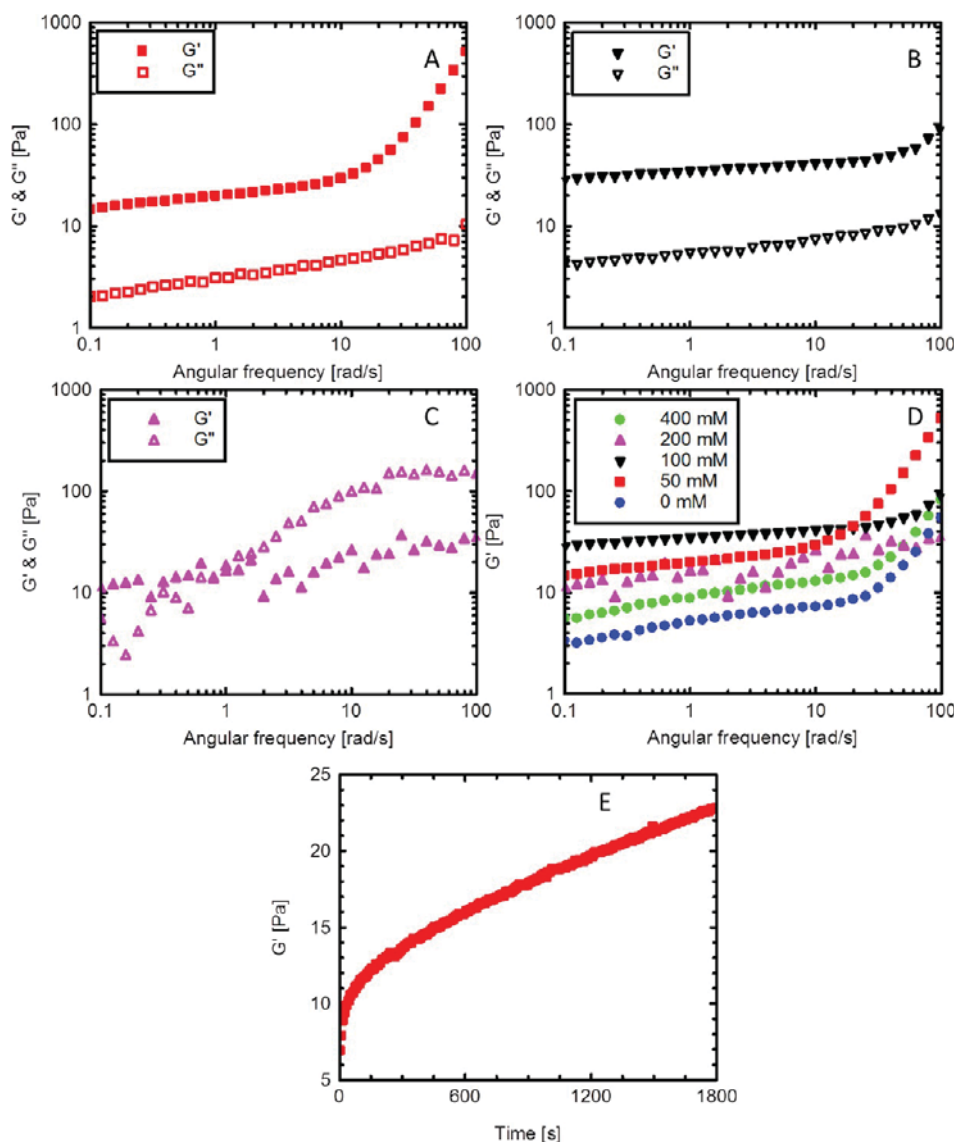 A
G'
G"
1000
100
10
1
G' & G" [Pa]
0.1 1 10 100
Angular frequency [rad/s]
B
G'
G"
1000
100
10
1
G' & G" [Pa]
0.1 1 10 100
Angular frequency [rad/s]
C
G'
G"
1000
100
10
1
G' & G" [Pa]
0.1 1 10 100
Angular frequency [rad/s]
D
400 mM
200 mM
100 mM
50 mM
0 mM
1000
100
10
1
G' [Pa]
0.1 1 10 100
Angular frequency [rad/s]
E
25
20
15
10
5
G' [Pa]
0 600 1200 1800
Time [s]